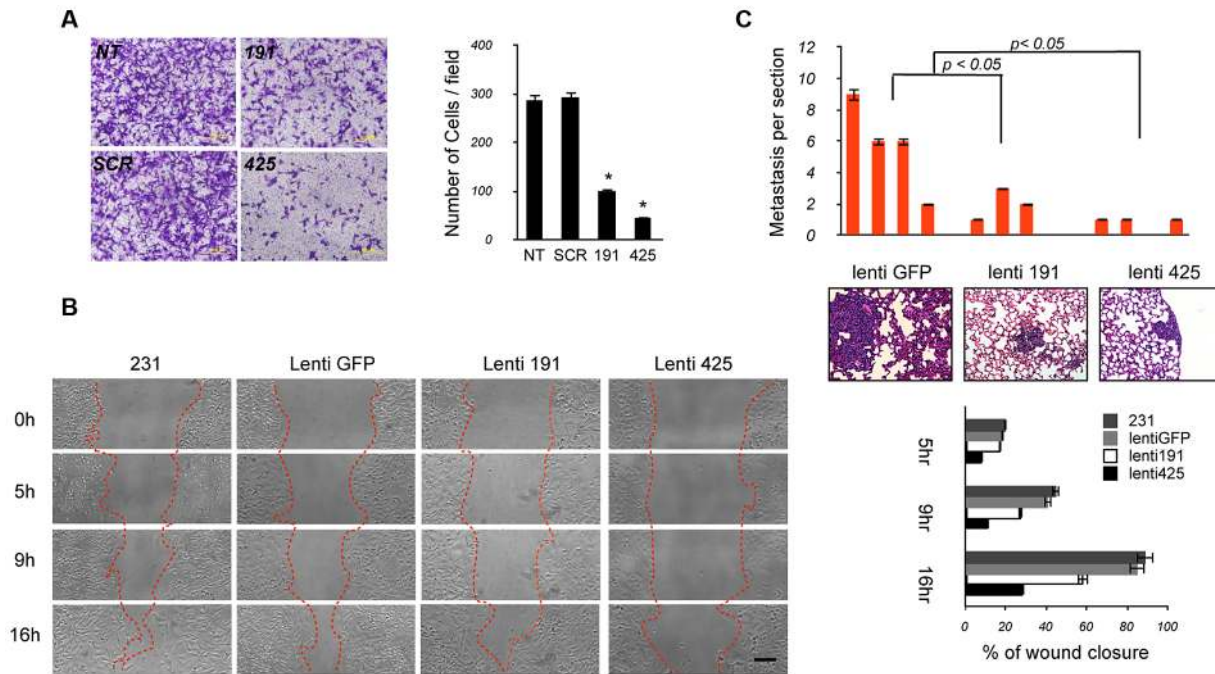 A
NT
191
SCR
425
Number of Cells / field
400
300
200
100
0
NT SCR 191 425
*
*
C
Metastasis per section
12
10
8
6
4
2
0
p< 0.05
p < 0.05
lenti GFP lenti 191 lenti 425
B
231 Lenti GFP Lenti 191 Lenti 425
0h
5h
9h
16h
231
lentiGFP
lenti191
lenti425
5hr
9hr
16hr
0 20 40 60 80 100
% of wound closure